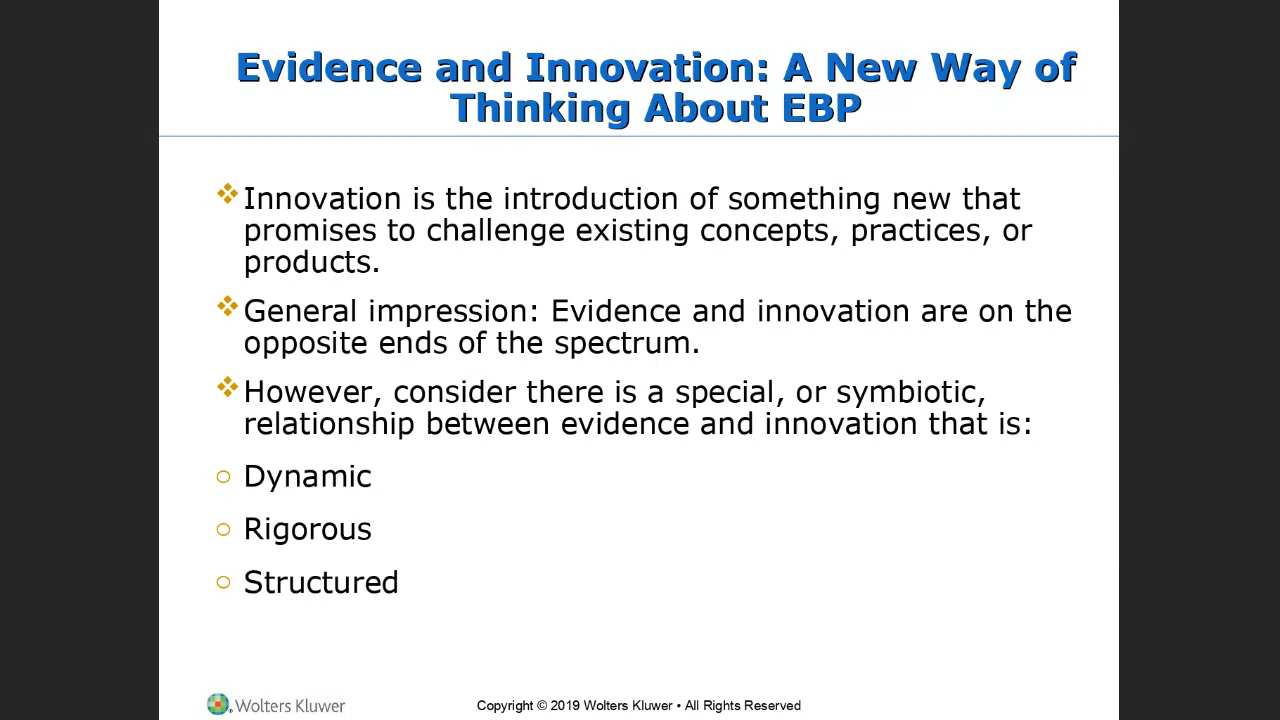 Evidence and Innovation: A New Way of
Thinking About EBP
Innovation is the introduction of something new that
promises to challenge existing concepts, practices, or
products.
General impression: Evidence and innovation are on the
opposite ends of the spectrum.
However, consider there is a special, or symbiotic,
relationship between evidence and innovation that is:
Dynamic
Rigorous
Structured
Wolters Kluwer
Copyright © 2019 Wolters Kluwer • All Rights Reserved